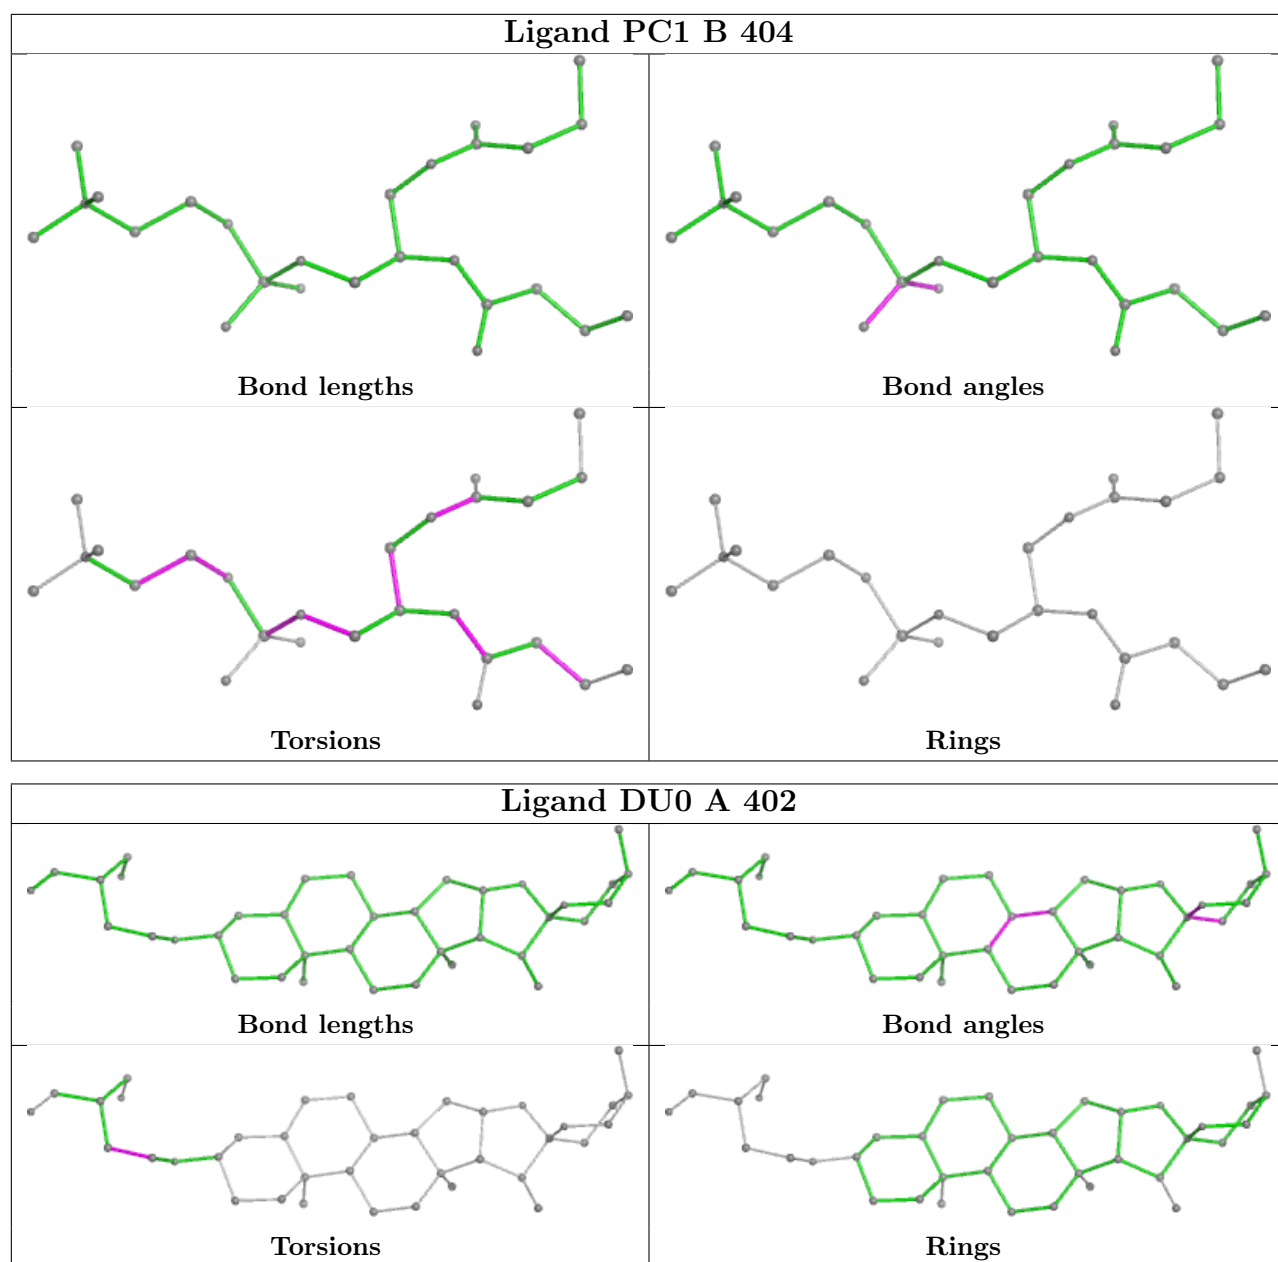 Ligand PC1 B 404
Bond lengths
Bond angles
Torsions
Rings
Ligand DU0 A 402
Bond lengths
Bond angles
Torsions
Rings